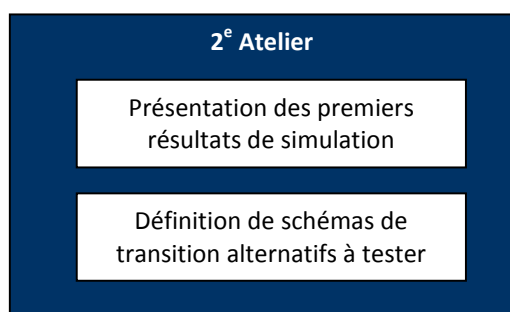 2e Atelier
Présentation des premiers
résultats de simulation
Définition de schémas de
transition alternatifs à tester